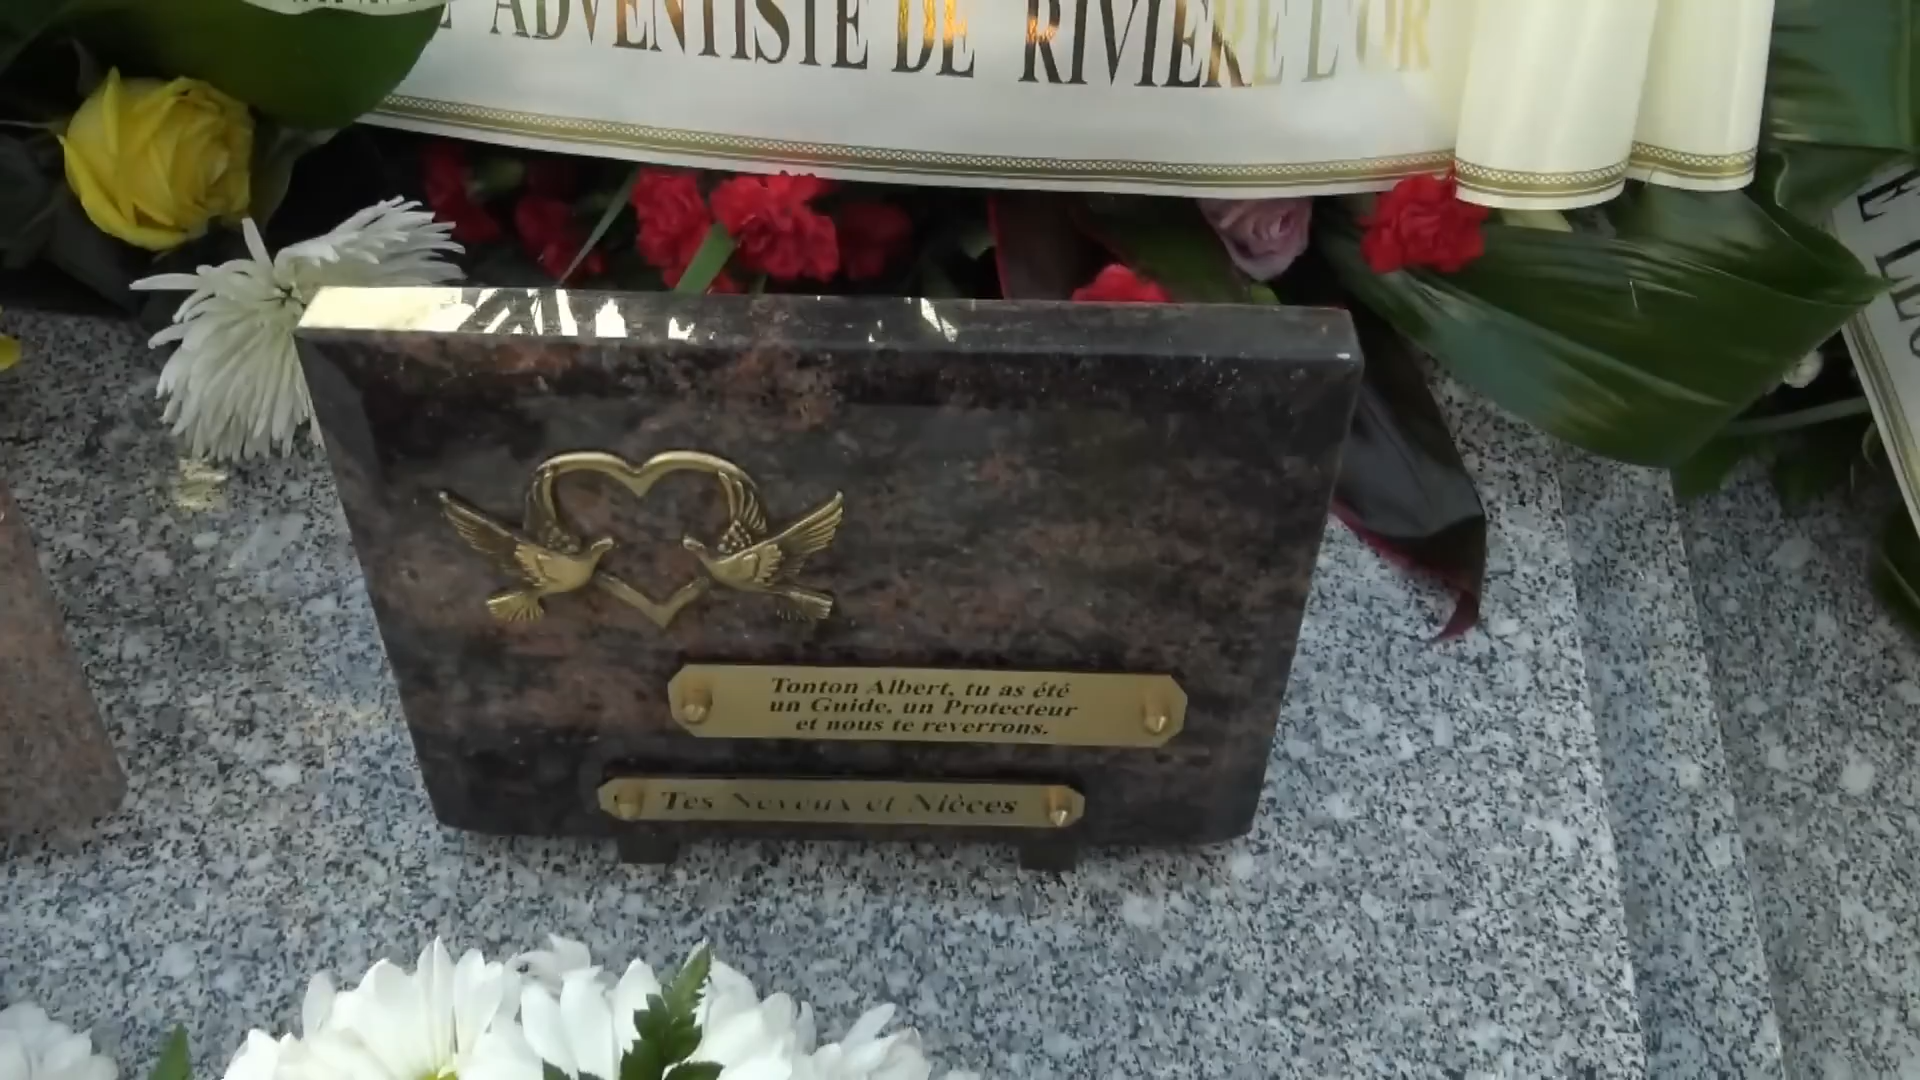 ADVENTISTE DE RIVIERE L'OR
Tonton Albert, tu as été
un Guide, un Protecteur
et nous te reverrons.
Tes Neveux et Nièces